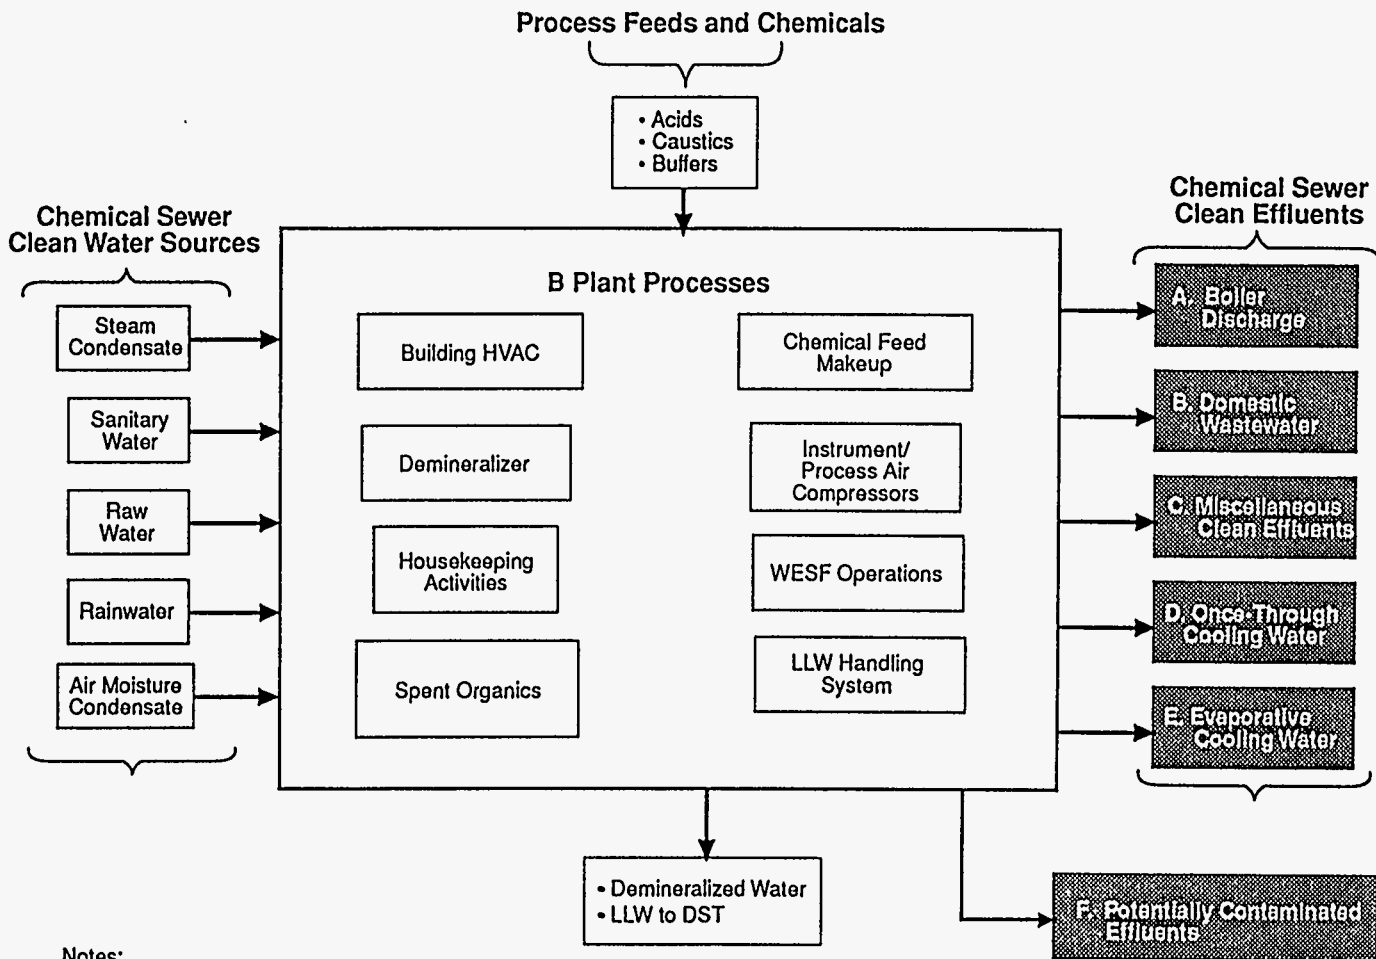 Process Feeds and Chemicals
• Acids
• Caustics
• Buffers
Chemical Sewer
Clean Water Sources
Steam
Condensate
Sanitary
Water
Raw
Water
Rainwater
Air Moisture
Condensate
B Plant Processes
Building HVAC
Demineralizer
Housekeeping
Activities
Spent Organics
Chemical Feed
Makeup
Instrument/
Process Air
Compressors
WESF Operations
LLW Handling
System
Chemical Sewer
Clean Effluents
A. Boiler
Discharge
B. Domestic
Wastewater
C. Miscellaneous
Clean Effluents
D. Once-Through
Cooling Water
E. Evaporative
Cooling Water
• Demineralized Water
• LLW to DST
F. Potentially Contaminated
Effluents
Notes: